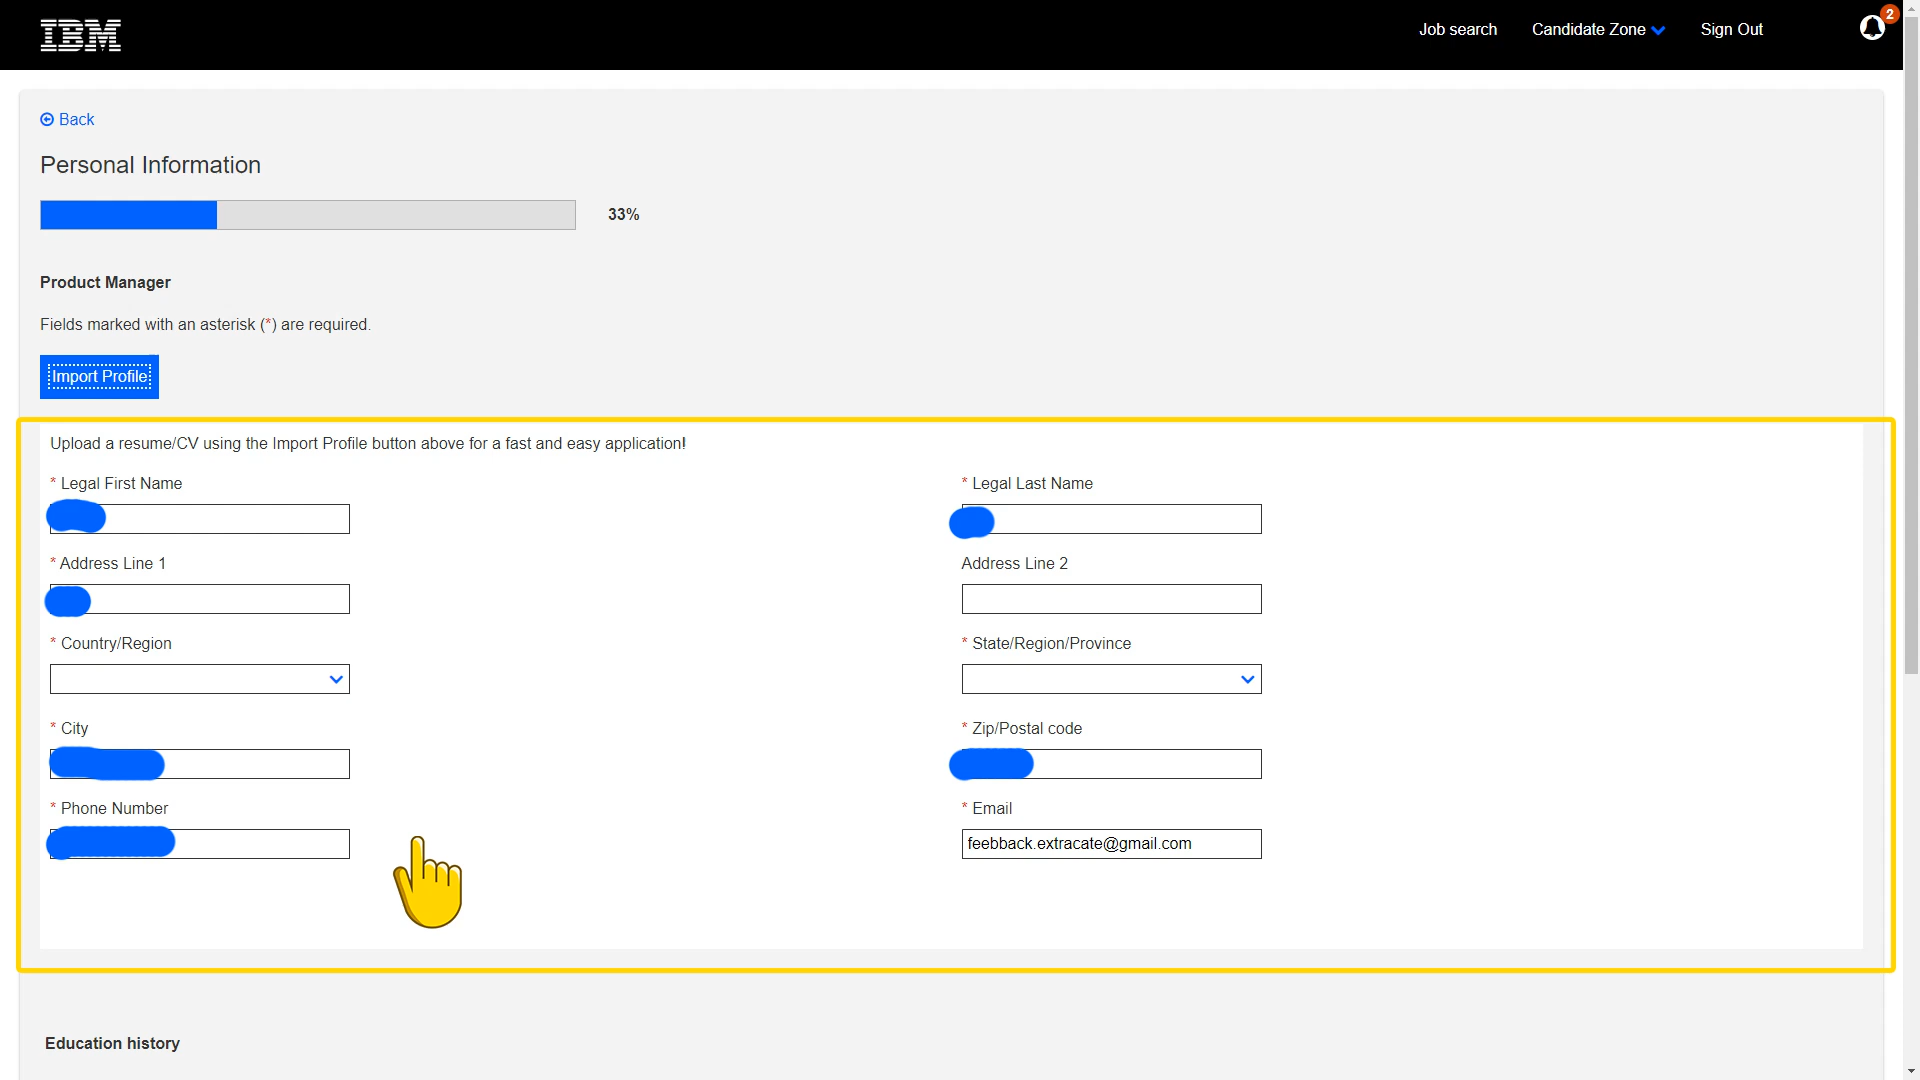 IBM
Job search Candidate Zone Sign Out 2
Back
Personal Information
33%
Product Manager
Fields marked with an asterisk (*) are required.
Import Profile
Upload a resume/CV using the Import Profile button above for a fast and easy application!
* Legal First Name * Legal Last Name
* Address Line 1 Address Line 2
* Country/Region * State/Region/Province
* City * Zip/Postal code
* Phone Number * Email
feebback.extracate@gmail.com
Education history